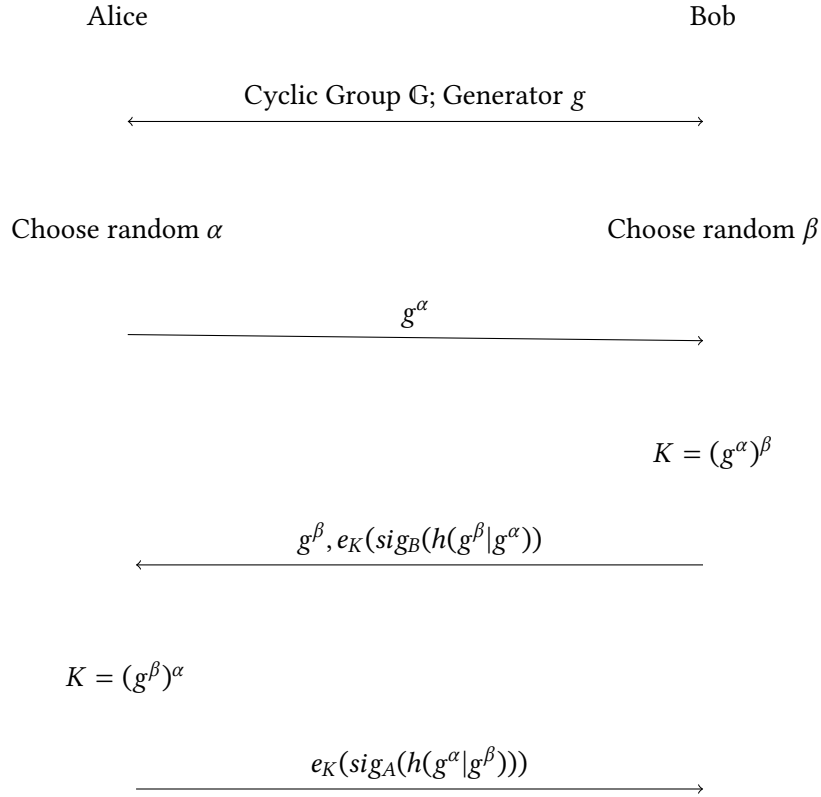 Alice Bob
Cyclic Group 𝔾; Generator g
Choose random α Choose random β
g^α
K = (g^α)^β
g^β, e_K(sig_B(h(g^β|g^α))
K = (g^β)^α
e_K(sig_A(h(g^α|g^β)))